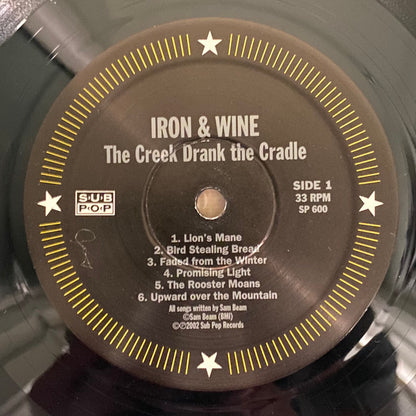 IRON & WINE
The Creek Drank the Cradle
SUB
POP
SIDE 1
33 RPM
SP 600
1. Lion's Mane
2. Bird Stealing Bread
3. Faded from the Winter
4. Promising Light
5. The Rooster Moans
6. Upward over the Mountain
All songs written by Sam Beam
©Sam Beam (BMI)
©℗2002 Sub Pop Records